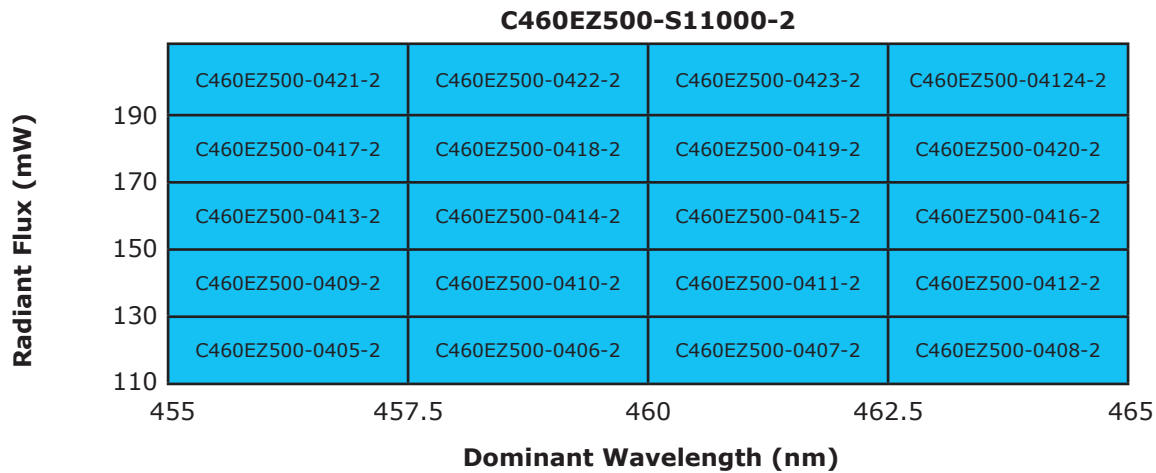 C460EZ500-S11000-2
C460EZ500-0421-2 C460EZ500-0422-2 C460EZ500-0423-2 C460EZ500-04124-2
190
C460EZ500-0417-2 C460EZ500-0418-2 C460EZ500-0419-2 C460EZ500-0420-2
170
C460EZ500-0413-2 C460EZ500-0414-2 C460EZ500-0415-2 C460EZ500-0416-2
150
C460EZ500-0409-2 C460EZ500-0410-2 C460EZ500-0411-2 C460EZ500-0412-2
130
C460EZ500-0405-2 C460EZ500-0406-2 C460EZ500-0407-2 C460EZ500-0408-2
110
455 457.5 460 462.5 465
Dominant Wavelength (nm)
Radiant Flux (mW)